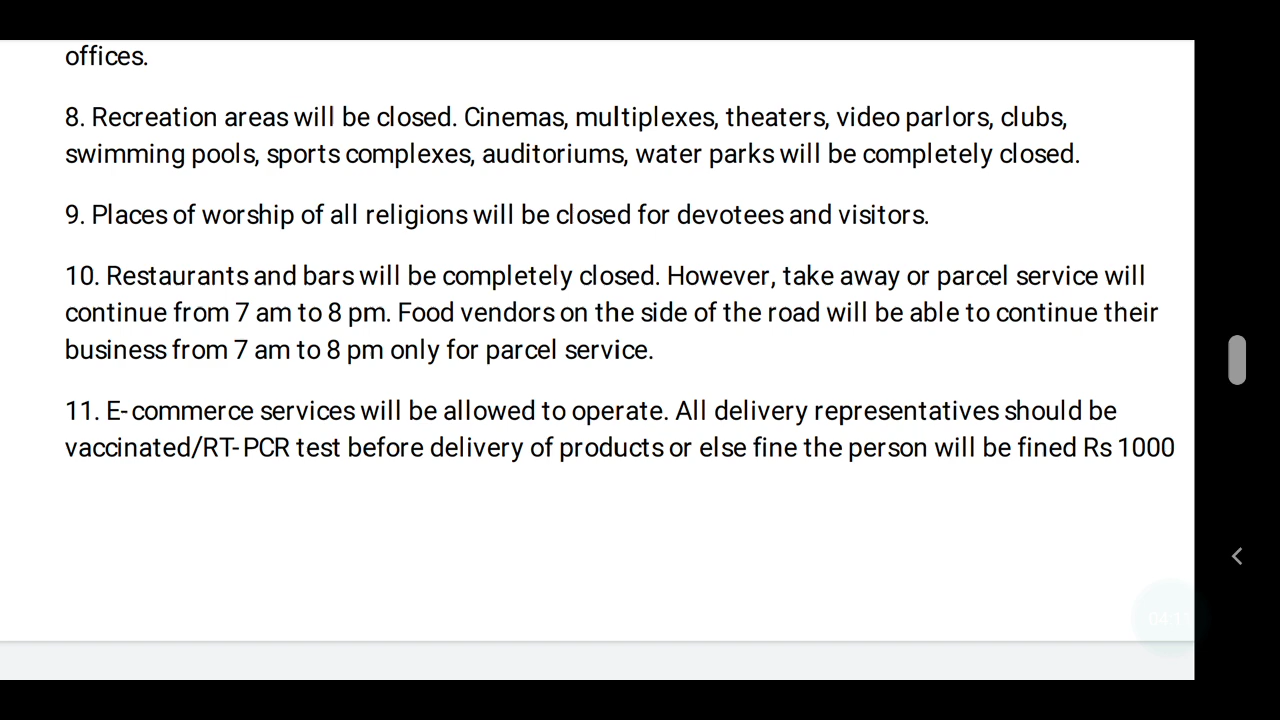 offices.
8. Recreation areas will be closed. Cinemas, multiplexes, theaters, video parlors, clubs,
swimming pools, sports complexes, auditoriums, water parks will be completely closed.
9. Places of worship of all religions will be closed for devotees and visitors.
10. Restaurants and bars will be completely closed. However, take away or parcel service will
continue from 7 am to 8 pm. Food vendors on the side of the road will be able to continue their
business from 7 am to 8 pm only for parcel service.
11. E-commerce services will be allowed to operate. All delivery representatives should be
vaccinated/RT-PCR test before delivery of products or else fine the person will be fined Rs 1000